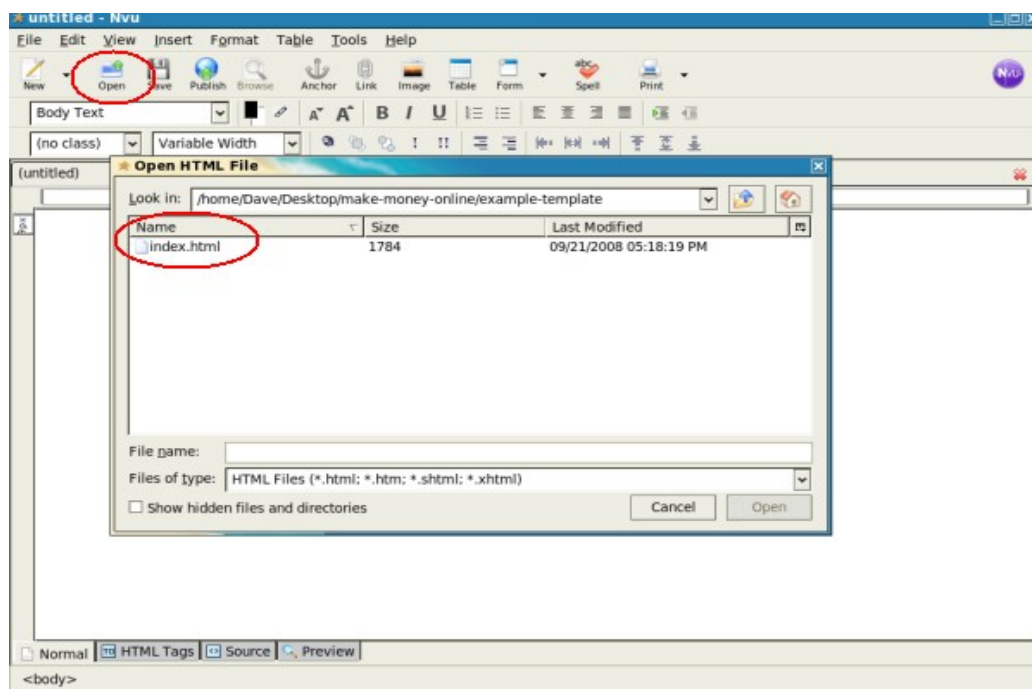 untitled - Nvu
File Edit View Insert Format Table Tools Help
New Open Save Publish Browse Anchor Link Image Table Form Spell Print
Body Text
(no class) Variable Width
(untitled)
Open HTML File
Look in: /home/Dave/Desktop/make-money-online/example-template
Name Size Last Modified
index.html 1784 09/21/2008 05:18:19 PM
File name:
Files of type: HTML Files (*.html; *.htm; *.shtml; *.xhtml)
Show hidden files and directories Cancel Open
Normal HTML Tags Source Preview
<body>